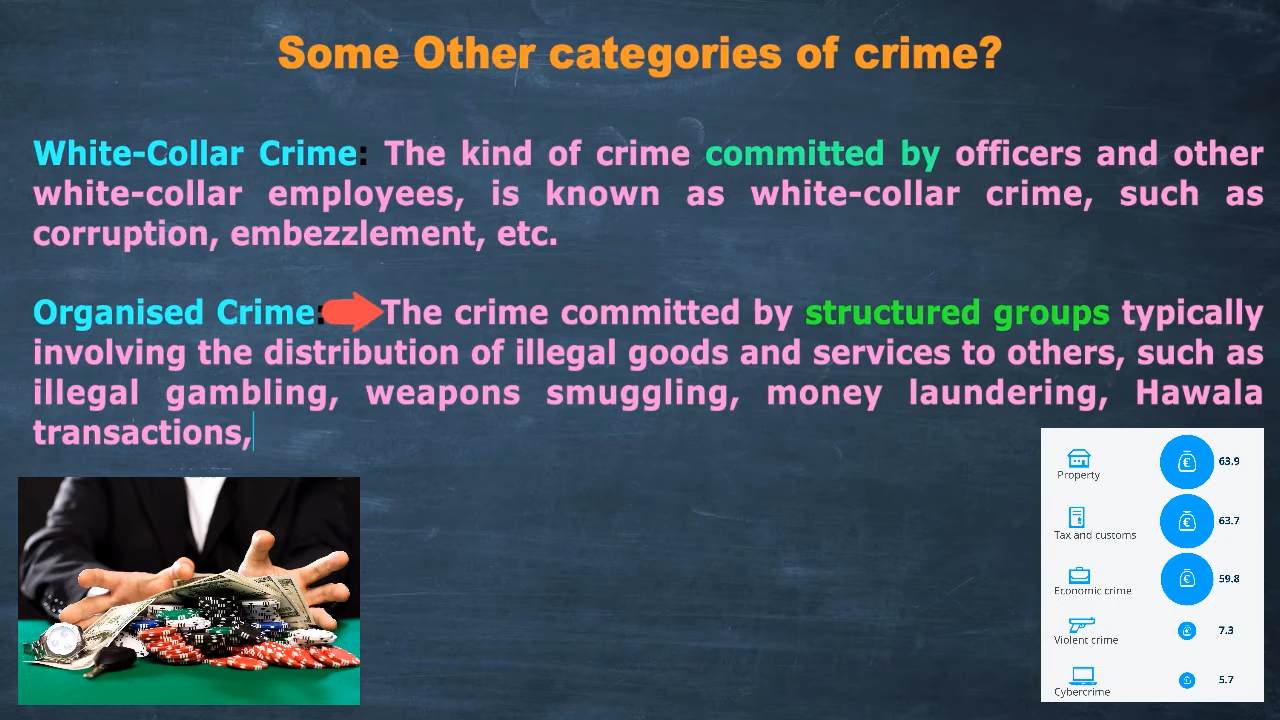 Some Other categories of crime?
White-Collar Crime: The kind of crime committed by officers and other
white-collar employees, is known as white-collar crime, such as
corruption, embezzlement, etc.
Organised Crime: The crime committed by structured groups typically
involving the distribution of illegal goods and services to others, such as
illegal gambling, weapons smuggling, money laundering, Hawala
transactions,
Property € 63.9
Tax and customs € 63.7
Economic crime € 59.8
Violent crime 7.3
Cybercrime 5.7